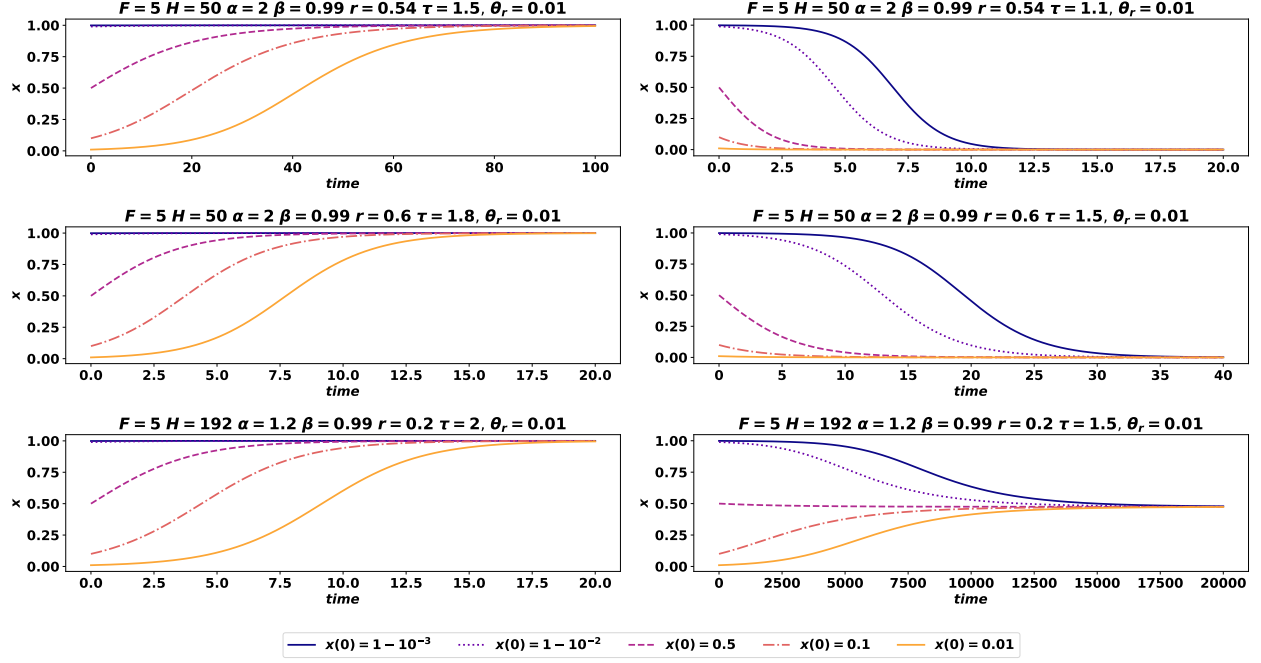 F = 5 H = 50 α = 2 β = 0.99 r = 0.54 τ = 1.5, θr = 0.01
1.00
0.75
0.50
0.25
0.00
x
0 20 40 60 80 100
time
F = 5 H = 50 α = 2 β = 0.99 r = 0.54 τ = 1.1, θr = 0.01
1.00
0.75
0.50
0.25
0.00
x
0.0 2.5 5.0 7.5 10.0 12.5 15.0 17.5 20.0
time
F = 5 H = 50 α = 2 β = 0.99 r = 0.6 τ = 1.8, θr = 0.01
1.00
0.75
0.50
0.25
0.00
x
0.0 2.5 5.0 7.5 10.0 12.5 15.0 17.5 20.0
time
F = 5 H = 50 α = 2 β = 0.99 r = 0.6 τ = 1.5, θr = 0.01
1.00
0.75
0.50
0.25
0.00
x
0 5 10 15 20 25 30 35 40
time
F = 5 H = 192 α = 1.2 β = 0.99 r = 0.2 τ = 2, θr = 0.01
1.00
0.75
0.50
0.25
0.00
x
0.0 2.5 5.0 7.5 10.0 12.5 15.0 17.5 20.0
time
F = 5 H = 192 α = 1.2 β = 0.99 r = 0.2 τ = 1.5, θr = 0.01
1.00
0.75
0.50
0.25
0.00
x
0 2500 5000 7500 10000 12500 15000 17500 20000
time
x(0) = 1 − 10⁻³ x(0) = 1 − 10⁻² x(0) = 0.5 x(0) = 0.1 x(0) = 0.01